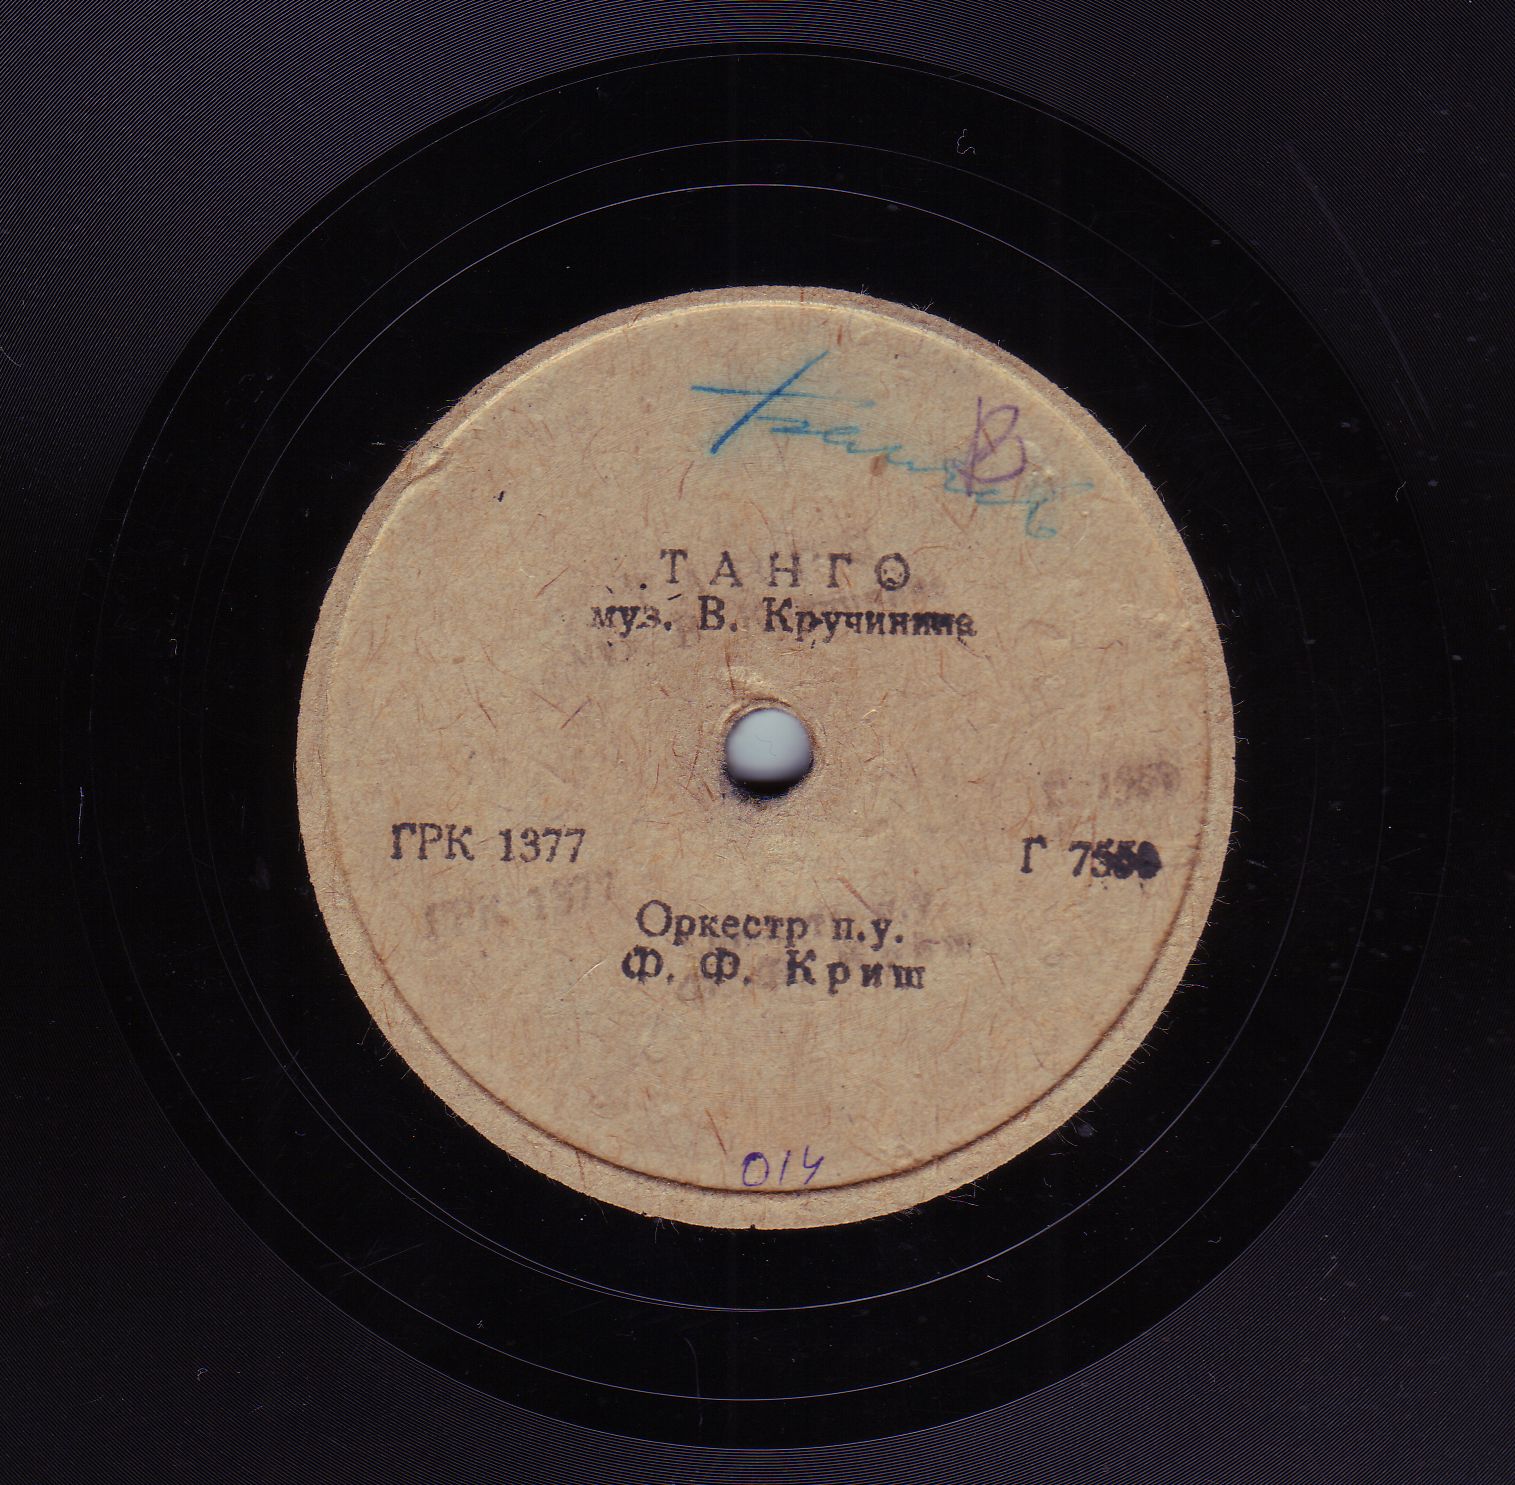 В
ТАНГО
муз. В. Кручинина
ГРК 1377
Г
Оркестр п.у.
Ф. Ф. Криш
014